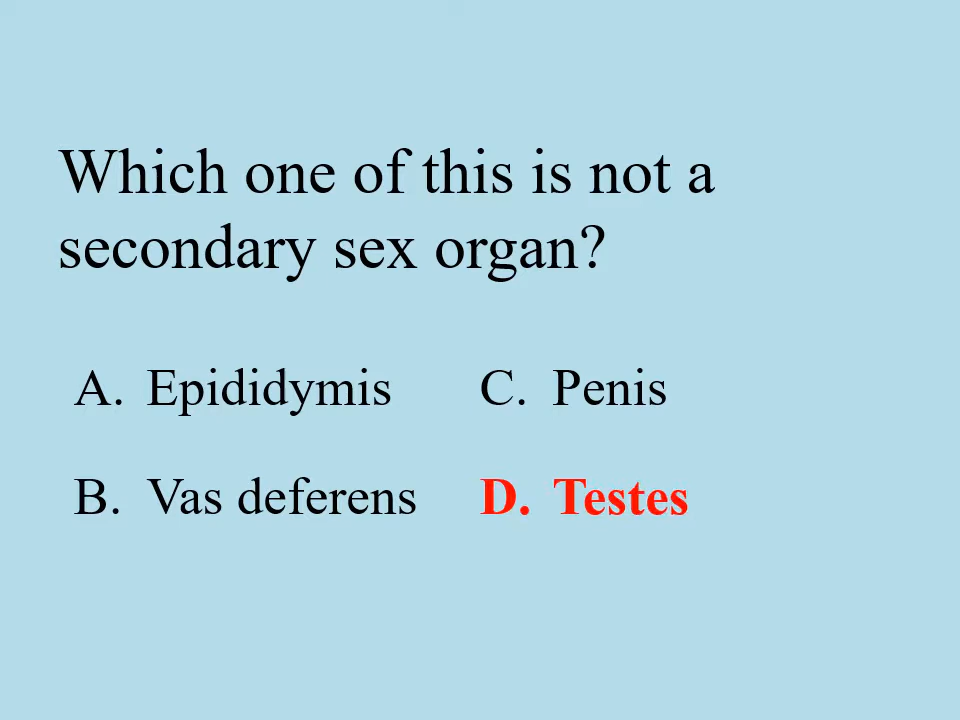 Which one of this is not a
secondary sex organ?
A. Epididymis
C. Penis
B. Vas deferens
D. Testes